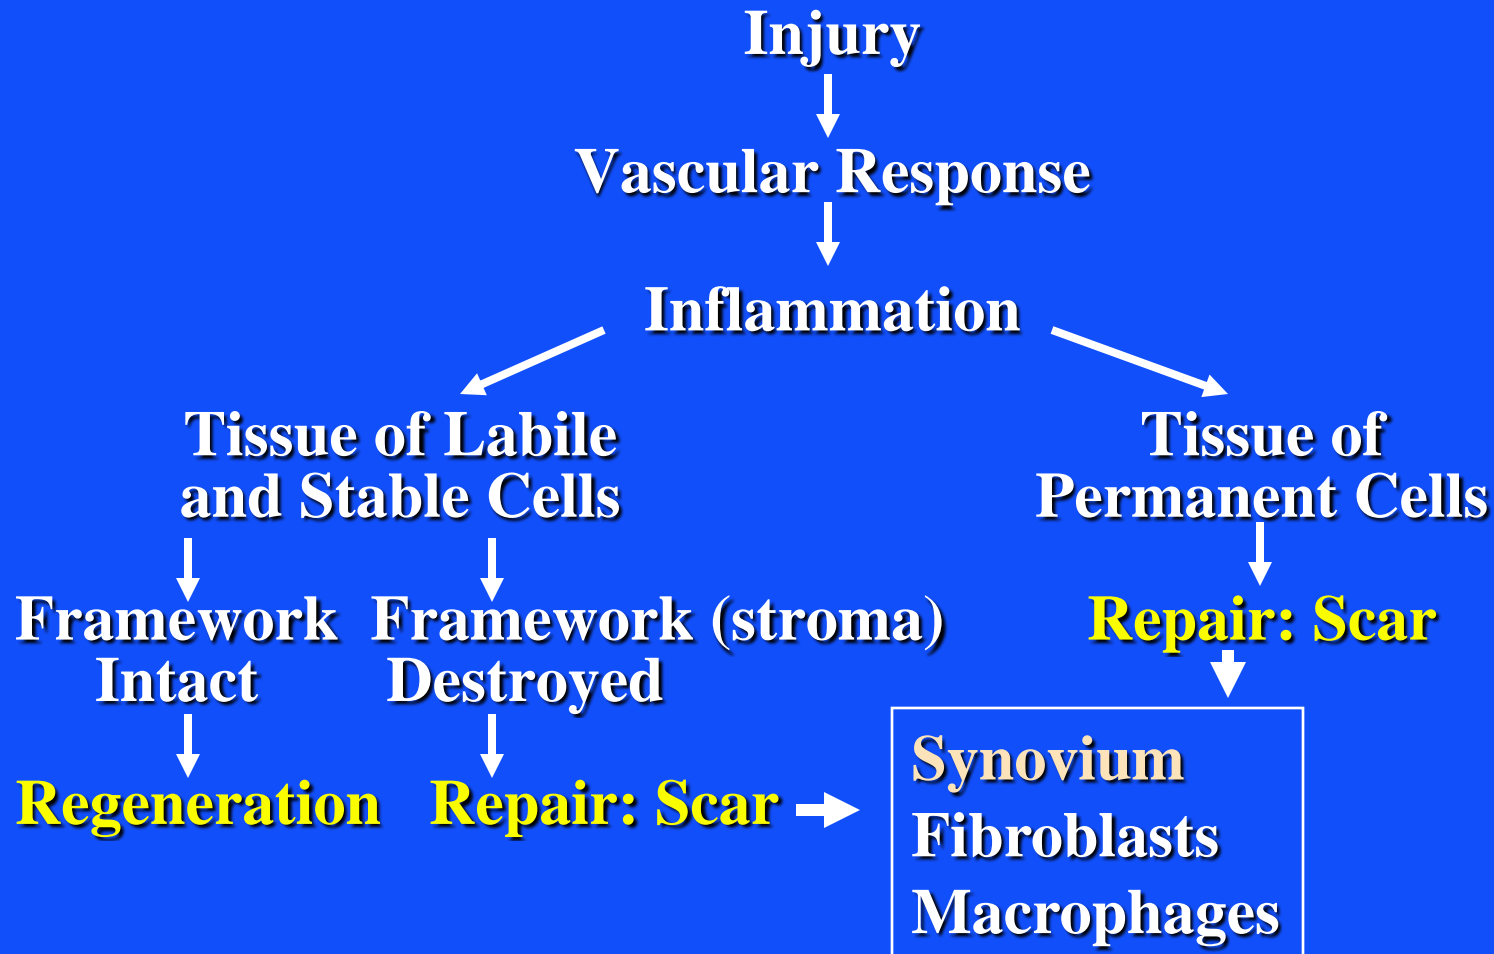 Injury
Vascular Response
Inflammation
Tissue of Labile
and Stable Cells
Tissue of
Permanent Cells
Framework
Intact
Framework (stroma)
Destroyed
Repair: Scar
Regeneration
Repair: Scar
Synovium
Fibroblasts
Macrophages